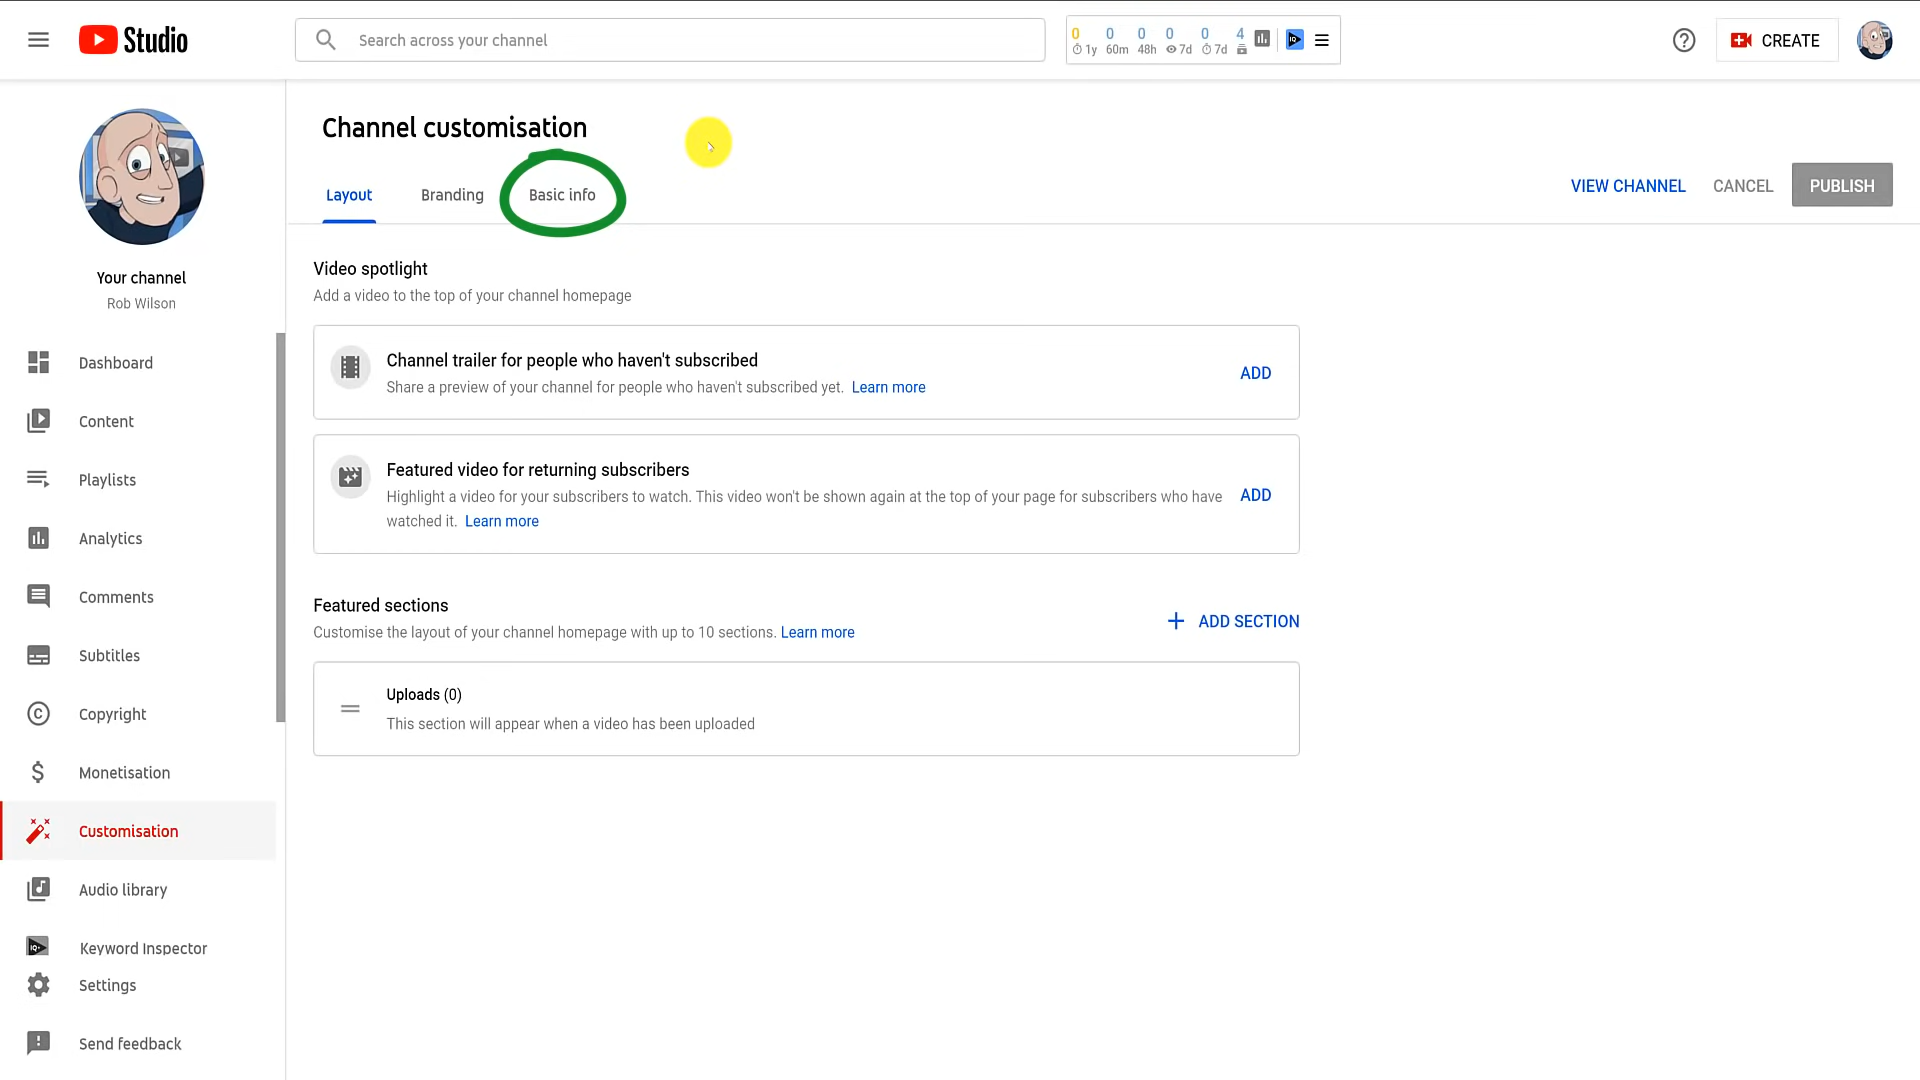 Studio
Search across your channel
0 0 0 0 0 4
1y 60m 48h 7d 7d
CREATE
Channel customisation
Layout Branding Basic info
VIEW CHANNEL CANCEL PUBLISH
Your channel
Rob Wilson
Dashboard
Content
Playlists
Analytics
Comments
Subtitles
Copyright
Monetisation
Customisation
Audio library
Keyword Inspector
Settings
Send feedback
Video spotlight
Add a video to the top of your channel homepage
Channel trailer for people who haven't subscribed
Share a preview of your channel for people who haven't subscribed yet. Learn more
ADD
Featured video for returning subscribers
Highlight a video for your subscribers to watch. This video won't be shown again at the top of your page for subscribers who have
watched it. Learn more
ADD
Featured sections
Customise the layout of your channel homepage with up to 10 sections. Learn more
ADD SECTION
Uploads (0)
This section will appear when a video has been uploaded